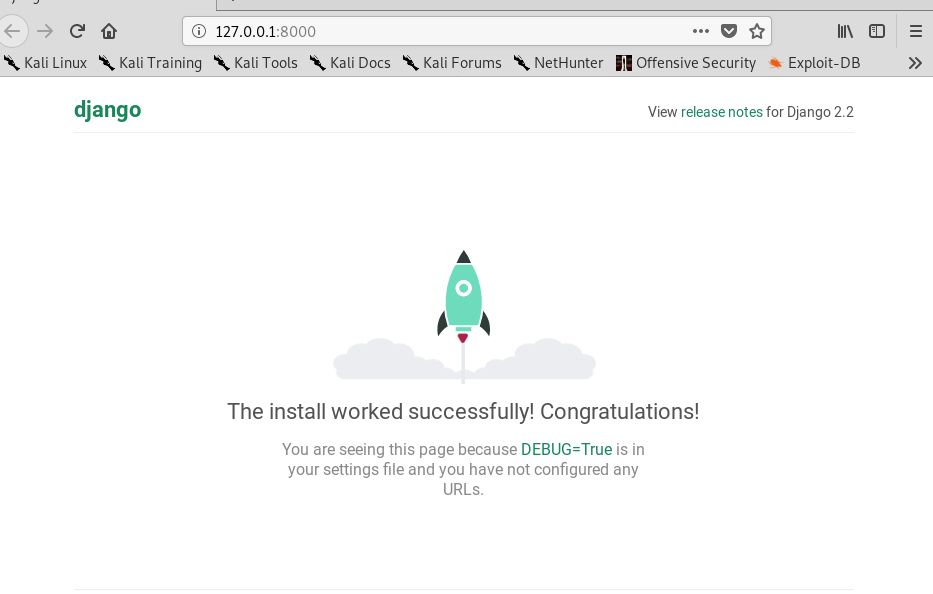 127.0.0.1:8000
Kali Linux Kali Training Kali Tools Kali Docs Kali Forums NetHunter Offensive Security Exploit-DB
django View release notes for Django 2.2
The install worked successfully! Congratulations!
You are seeing this page because DEBUG=True is in
your settings file and you have not configured any
URLs.